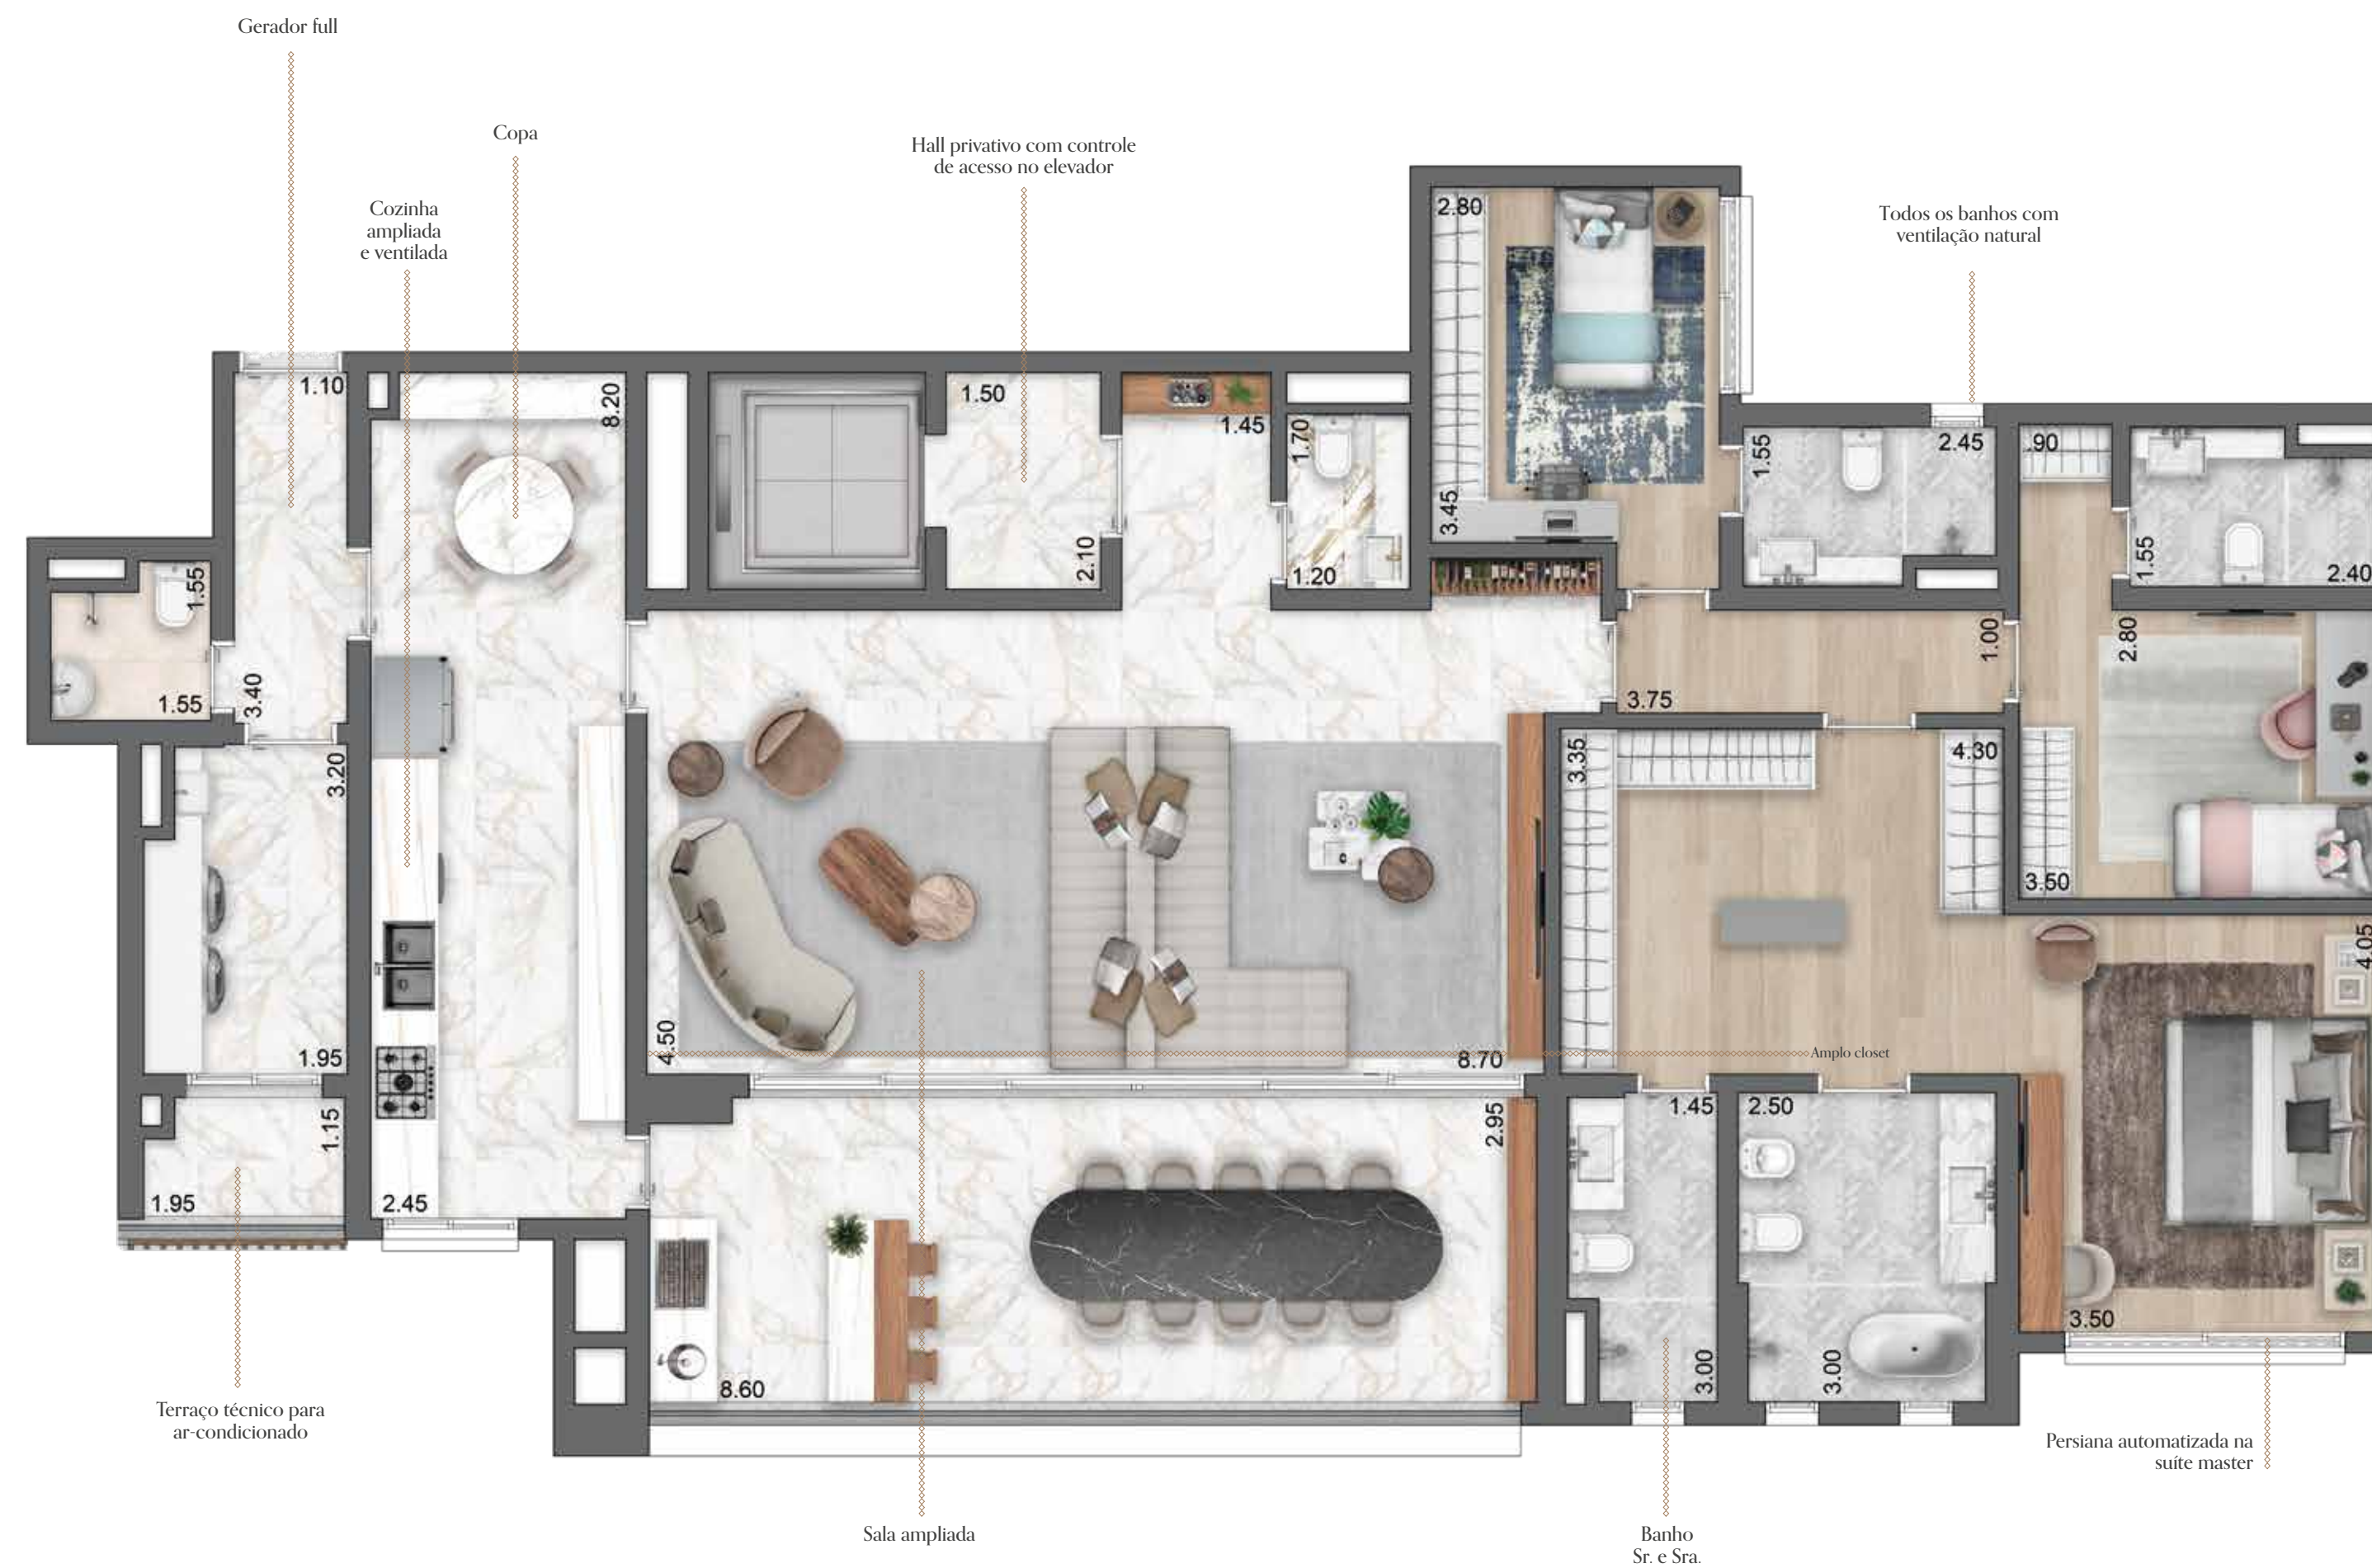 Gerador full
Copa
Hall privativo com controle
de acesso no elevador
Cozinha
ampliada
e ventilada
Todos os banhos com
ventilação natural
2.80
1.10
8.20
1.50
1.45
1.70
3.45
1.55
2.45
.90
2.10
1.20
1.55
2.40
1.55
1.55
3.40
1.00
2.80
3.75
3.20
3.35
4.30
3.50
4.05
4.50
8.70
1.95
Amplo closet
1.15
2.95
1.45
2.50
1.95
2.45
8.60
3.00
3.00
3.50
Terraço técnico para
ar-condicionado
Persiana automatizada na
suíte master
Sala ampliada
Banho
Sr. e Sra.